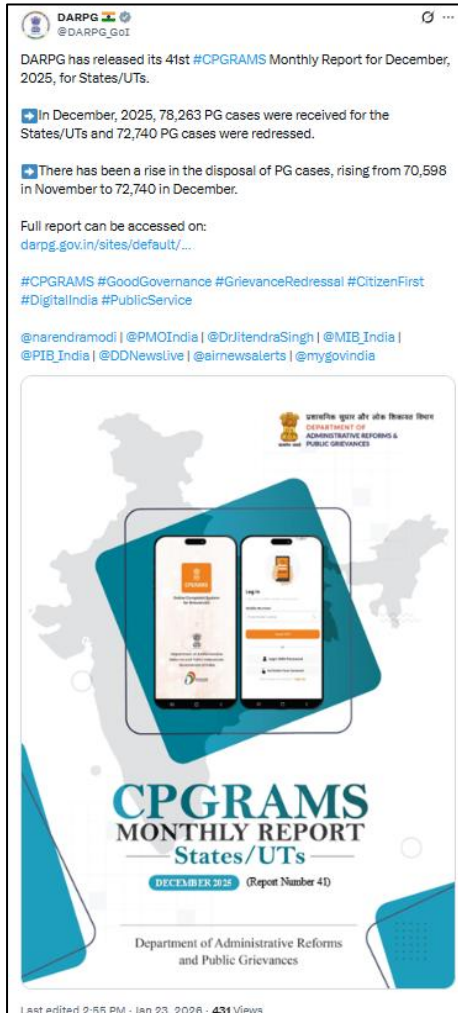 DARPG
@DARPG_GoI
DARPG has released its 41st #CPGRAMS Monthly Report for December,
2025, for States/UTs.
In December, 2025, 78,263 PG cases were received for the
States/UTs and 72,740 PG cases were redressed.
There has been a rise in the disposal of PG cases, rising from 70,598
in November to 72,740 in December.
Full report can be accessed on:
darpg.gov.in/sites/default/...
#CPGRAMS #GoodGovernance #GrievanceRedressal #CitizenFirst
#DigitalIndia #PublicService
@narendramodi | @PMOIndia | @DrJitendraSingh | @MIB_India |
@PIB_India | @DDNewslive | @airnewsalerts | @mygovindia
प्रशासनिक सुधार और लोक शिकायत विभाग
DEPARTMENT OF
ADMINISTRATIVE REFORMS &
PUBLIC GRIEVANCES
CPGRAMS
Log In
CPGRAMS
MONTHLY REPORT
States/UTs
DECEMBER 2025 (Report Number 41)
Department of Administrative Reforms
and Public Grievances
Last edited 2:55 PM · Jan 23, 2026 · 431 Views